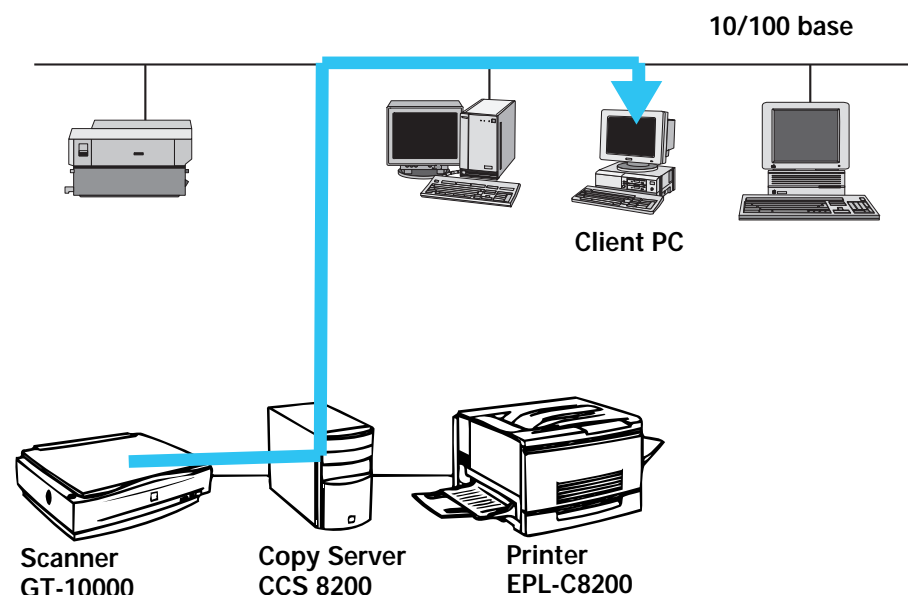 10/100 base
Client PC
Scanner
GT-10000
Copy Server
CCS 8200
Printer
EPL-C8200